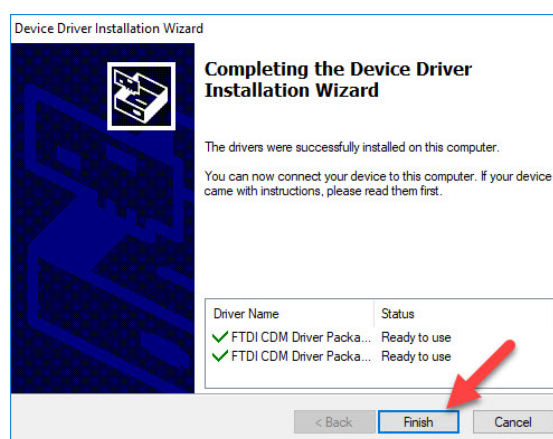 Device Driver Installation Wizard
Completing the Device Driver
Installation Wizard
The drivers were successfully installed on this computer.
You can now connect your device to this computer. If your device
came with instructions, please read them first.
Driver Name Status
FTDI CDM Driver Packa... Ready to use
FTDI CDM Driver Packa... Ready to use
< Back Finish Cancel